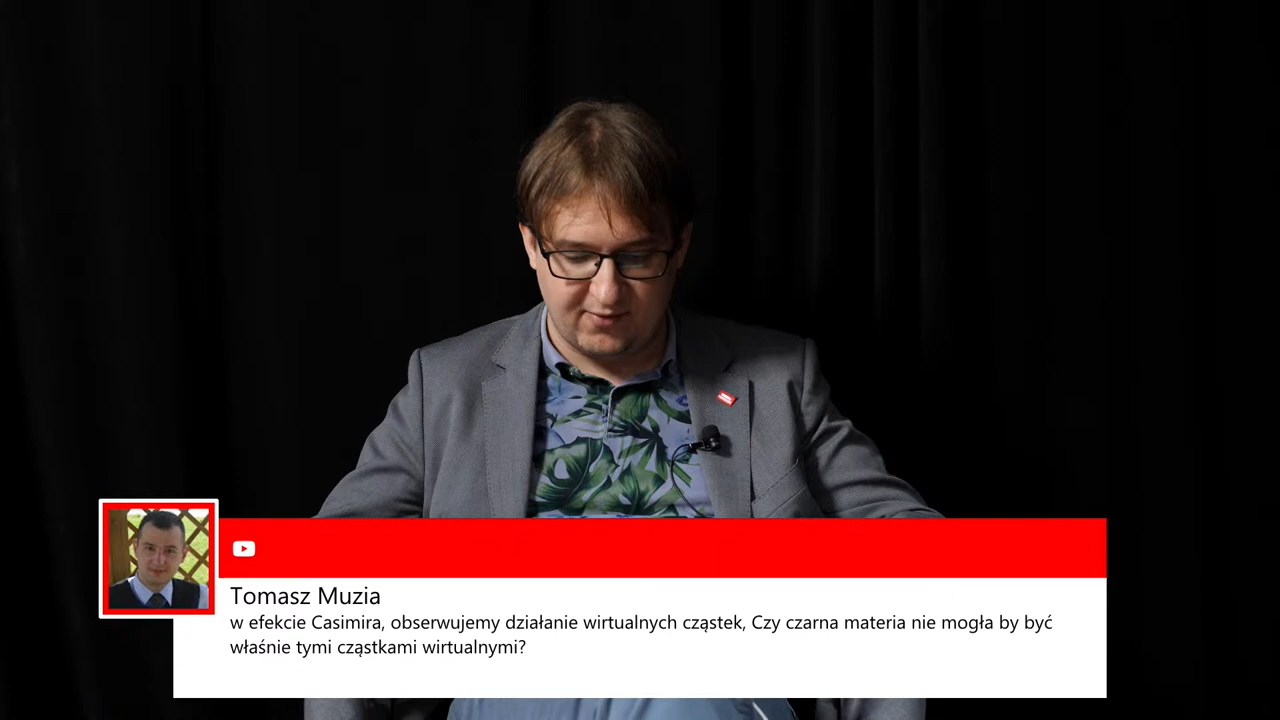 Tomasz Muzia
w efekcie Casimira, obserwujemy działanie wirtualnych cząstek, Czy czarna materia nie mogła by być
właśnie tymi cząstkami wirtualnymi?